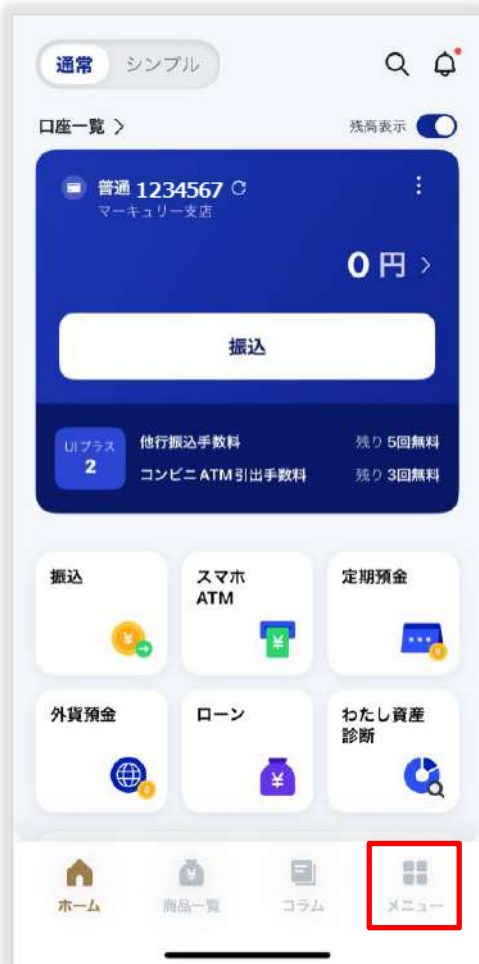 通常 シンプル
口座一覧 >
残高表示
普通 1234567
マーキュリー支店
0 円 >
振込
UIプラス
2
他行振込手数料 残り 5回無料
コンビニATM引出手数料 残り 3回無料
振込
スマホ
ATM
定期預金
外貨預金
ローン
わたし資産
診断
ホーム
商品一覧
コラム
メニュー